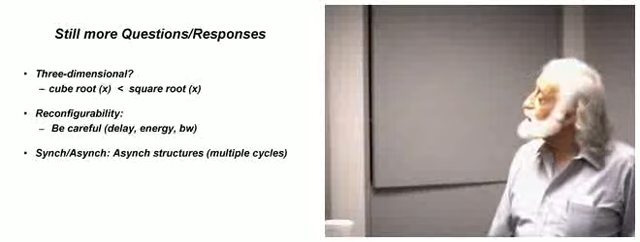 Still more Questions/Responses
• Three-dimensional?
– cube root (x) < square root (x)
• Reconfigurability:
– Be careful (delay, energy, bw)
• Synch/Asynch: Asynch structures (multiple cycles)